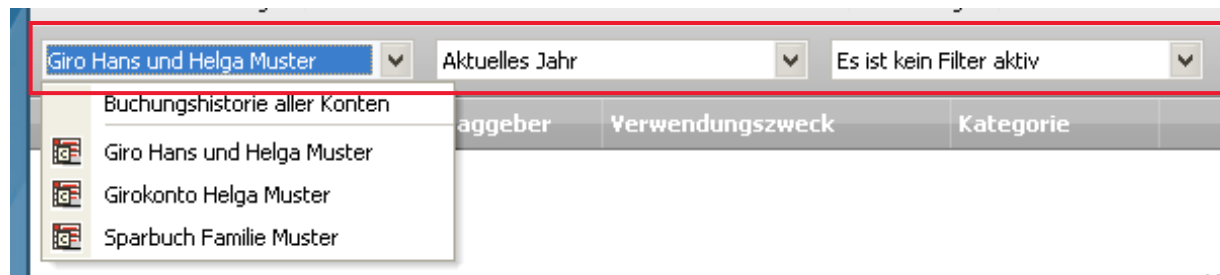 Giro Hans und Helga Muster Aktuelles Jahr Es ist kein Filter aktiv
Buchungshistorie aller Konten
aggeber Verwendungszweck Kategorie
Giro Hans und Helga Muster
Girokonto Helga Muster
Sparbuch Familie Muster